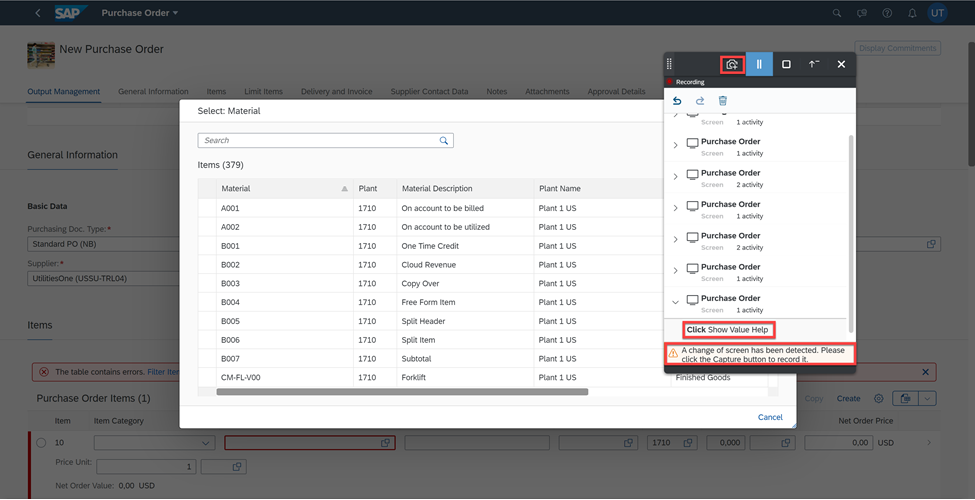 SAP Purchase Order UT
New Purchase Order
Display Commitments
Output Management General Information Items Limit Items Delivery and Invoice Supplier Contact Data Notes Attachments Approval Details
General Information
Basic Data
Purchasing Doc. Type:*
Standard PO (NB)
Supplier:*
UtilitiesOne (USSU-TRL04)
Items
The table contains errors. Filter Item
Purchase Order Items (1)
Copy Create
Item Item Category Net Order Price
10 1710 0,000 0,00 USD
Price Unit: 1
Net Order Value: 0,00 USD
Select: Material
Search
Items (379)
Material Plant Material Description Plant Name
A001 1710 On account to be billed Plant 1 US
A002 1710 On account to be utilized Plant 1 US
B001 1710 One Time Credit Plant 1 US
B002 1710 Cloud Revenue Plant 1 US
B003 1710 Copy Over Plant 1 US
B004 1710 Free Form Item Plant 1 US
B005 1710 Split Header Plant 1 US
B006 1710 Split Item Plant 1 US
B007 1710 Subtotal Plant 1 US
CM-FL-V00 1710 Forklift Plant 1 US Finished Goods
Cancel
Recording
Screen 1 activity
Purchase Order
Screen 1 activity
Purchase Order
Screen 2 activity
Purchase Order
Screen 1 activity
Purchase Order
Screen 2 activity
Purchase Order
Screen 1 activity
Purchase Order
Screen 1 activity
Click Show Value Help
A change of screen has been detected. Please
click the Capture button to record it.